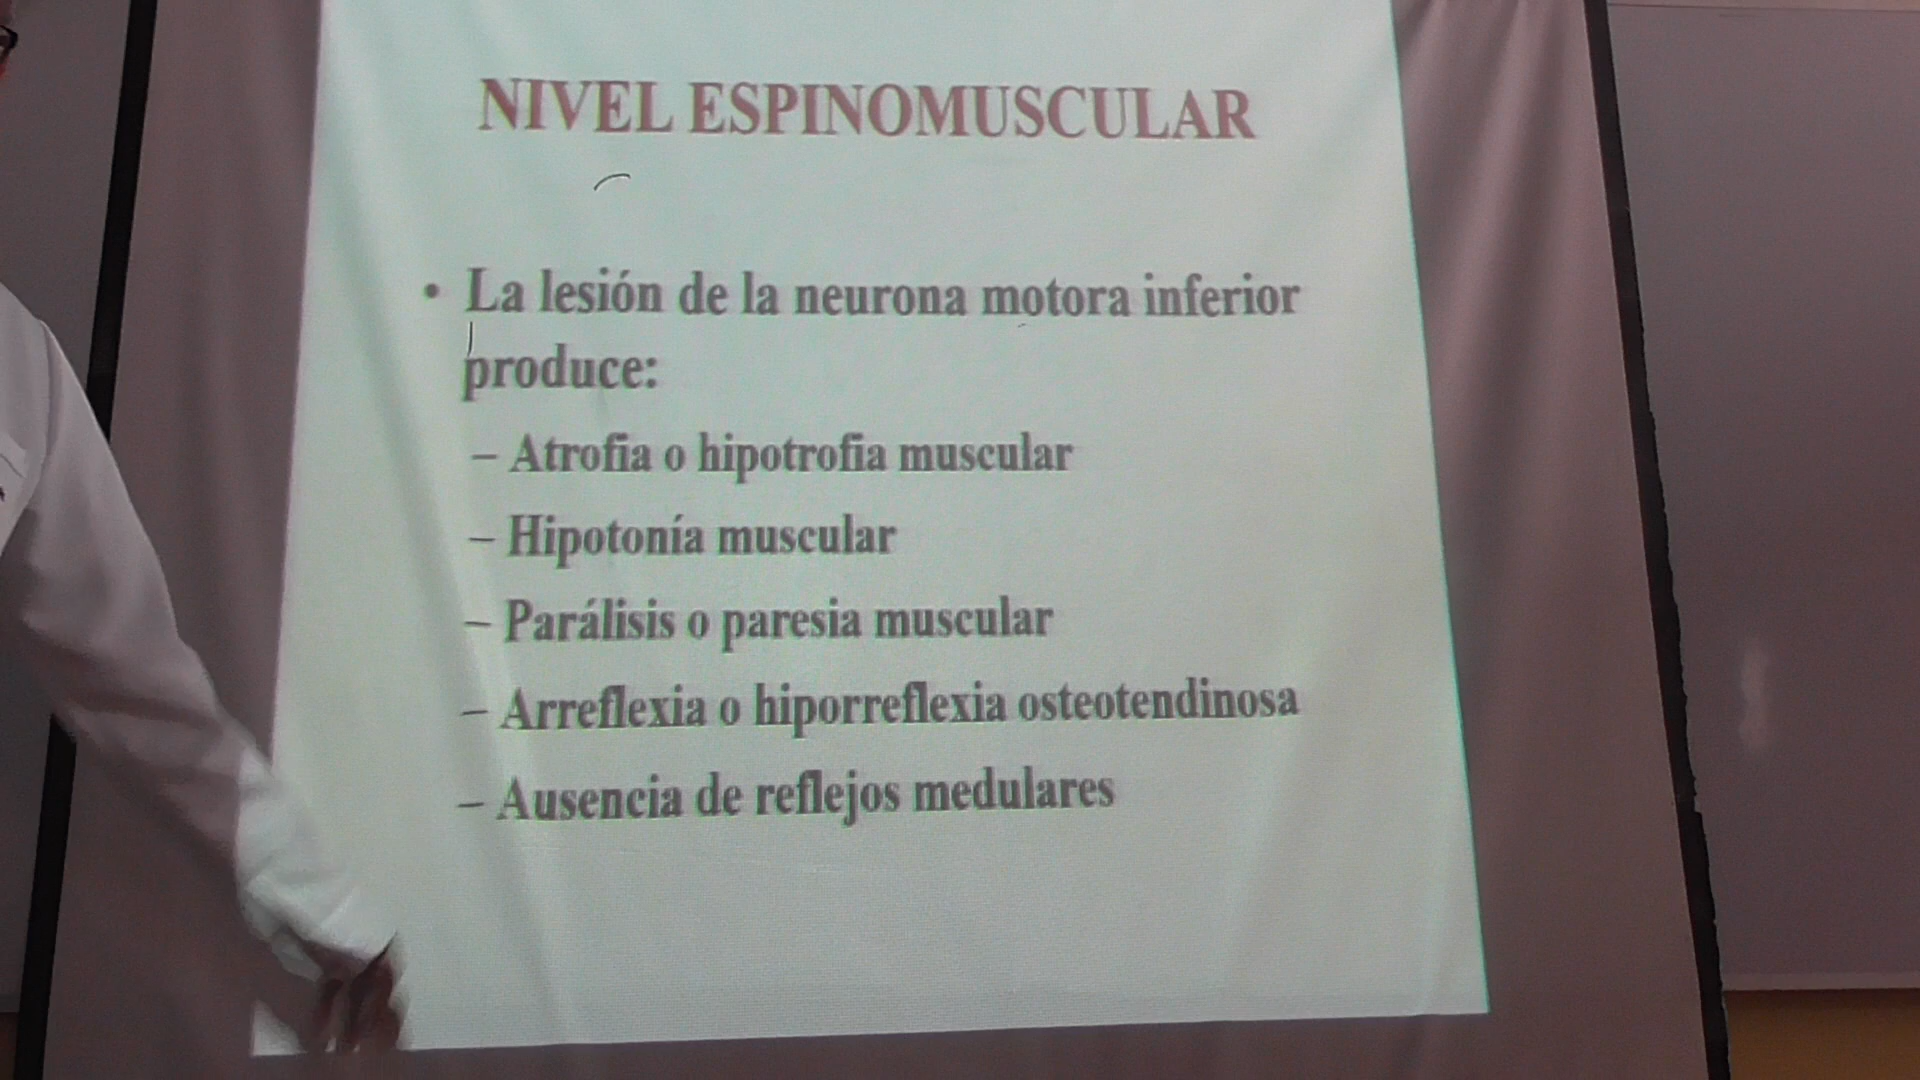 NIVEL ESPINOMUSCULAR
• La lesión de la neurona motora inferior
produce:
– Atrofia o hipotrofia muscular
– Hipotonía muscular
– Parálisis o paresia muscular
– Arreflexia o hiporreflexia osteotendinosa
– Ausencia de reflejos medulares